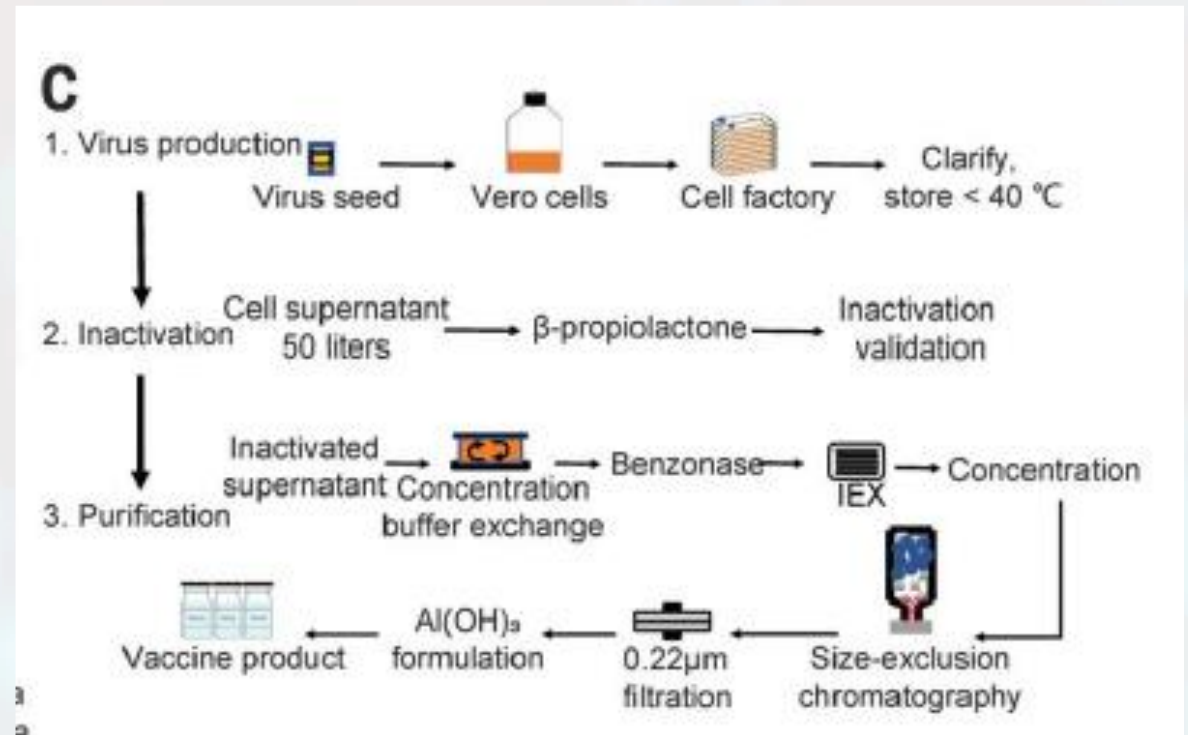 C
1. Virus production
Virus seed
Vero cells
Cell factory
Clarify,
store < 40 °C
2. Inactivation
Cell supernatant
50 liters
β-propiolactone
Inactivation
validation
3. Purification
Inactivated
supernatant
Concentration
buffer exchange
Benzonase
IEX
Concentration
Size-exclusion
chromatography
0.22µm
filtration
Al(OH)₃
formulation
Vaccine product
a